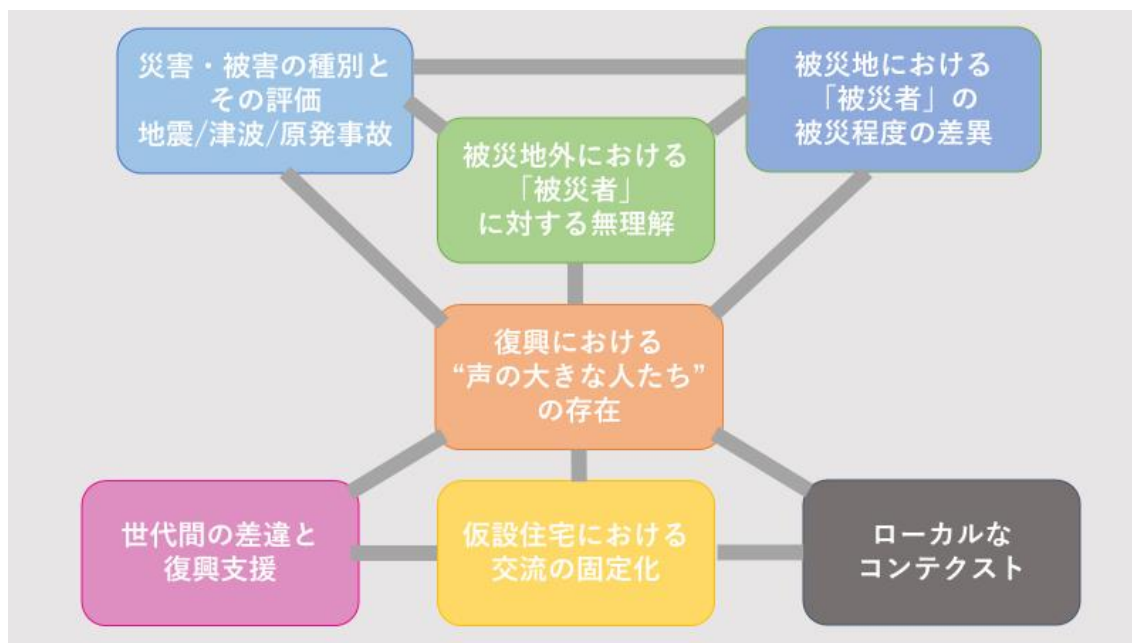 災害・被害の種別と
その評価
地震/津波/原発事故
被災地における
「被災者」の
被災程度の差異
被災地外における
「被災者」
に対する無理解
復興における
“声の大きな人たち”
の存在
世代間の差違と
復興支援
仮設住宅における
交流の固定化
ローカルな
コンテクスト